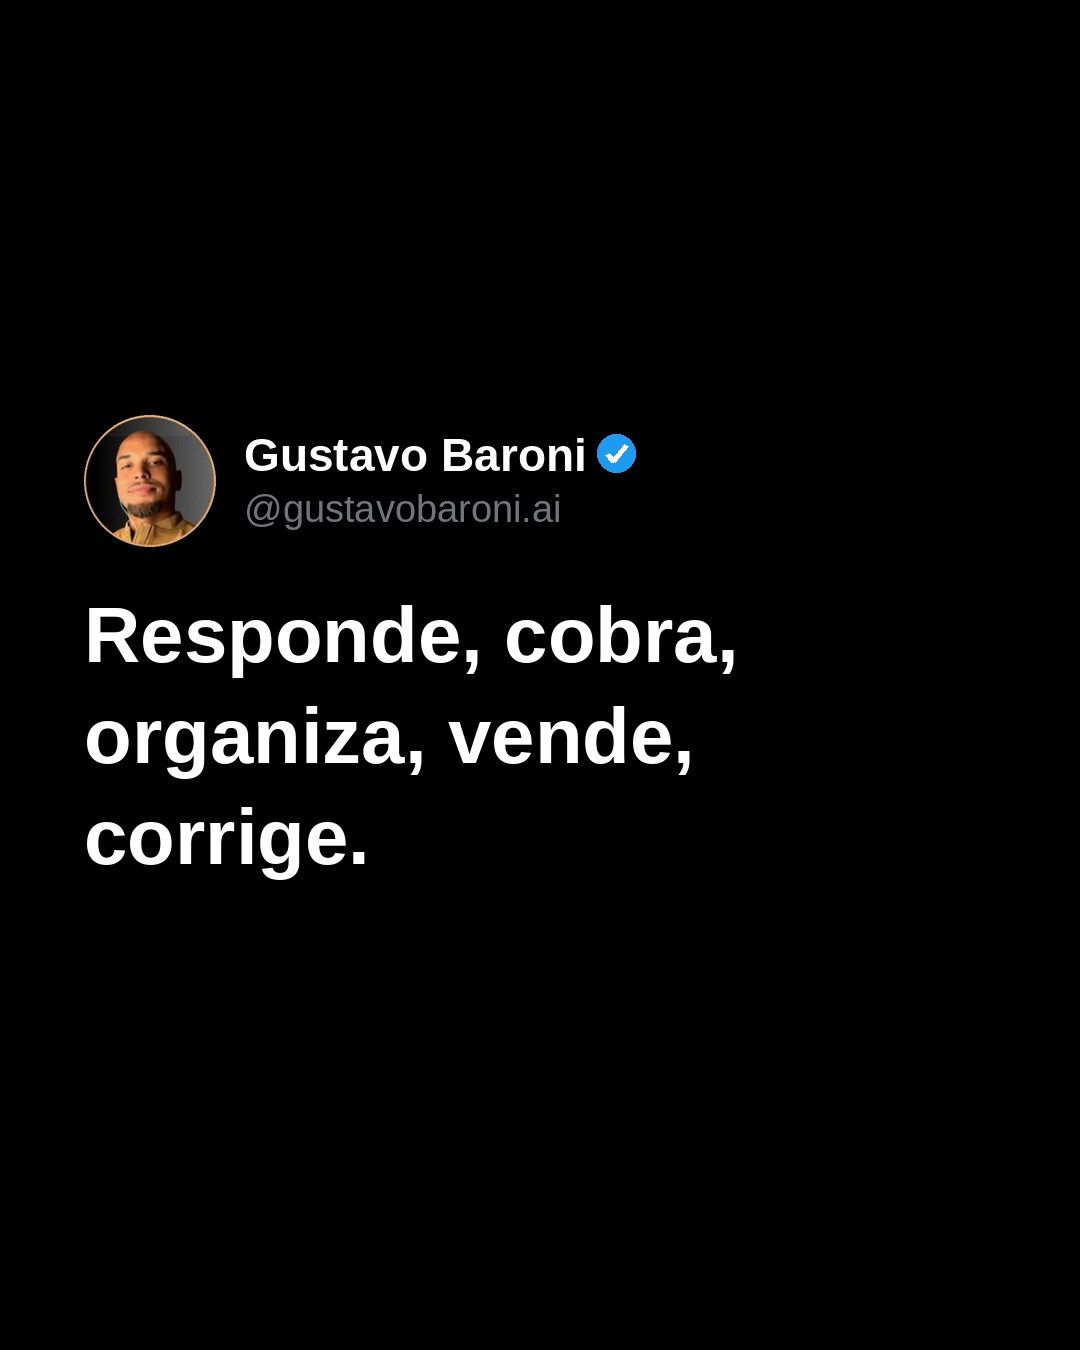 Gustavo Baroni
@gustavobaroni.ai
Responde, cobra,
organiza, vende,
corrige.